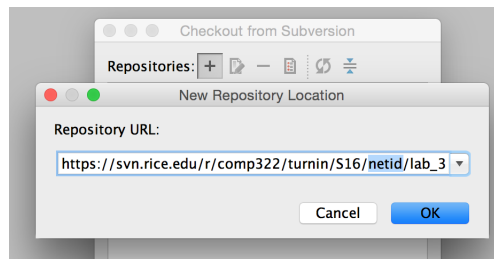 Checkout from Subversion
Repositories:
New Repository Location
Repository URL:
https://svn.rice.edu/r/comp322/turnin/S16/netid/lab_3
Cancel OK